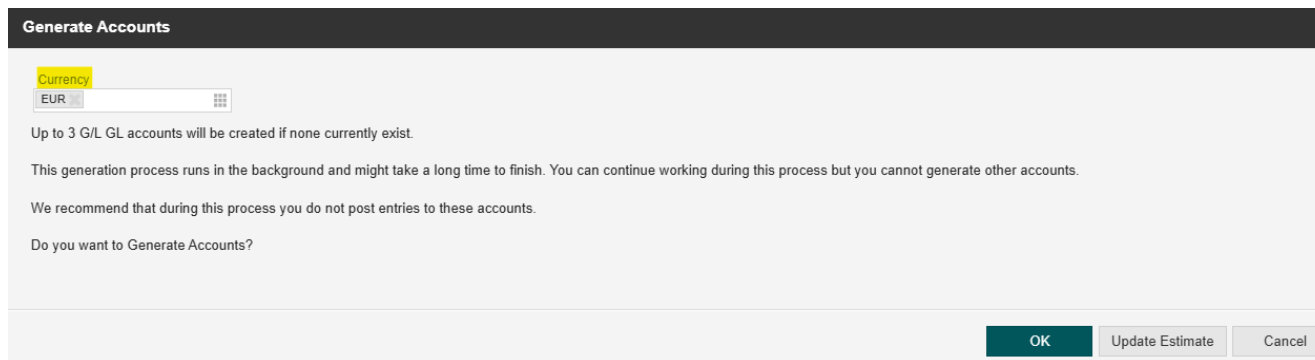 Generate Accounts
Currency
EUR
Up to 3 G/L GL accounts will be created if none currently exist.
This generation process runs in the background and might take a long time to finish. You can continue working during this process but you cannot generate other accounts.
We recommend that during this process you do not post entries to these accounts.
Do you want to Generate Accounts?
OK Update Estimate Cancel